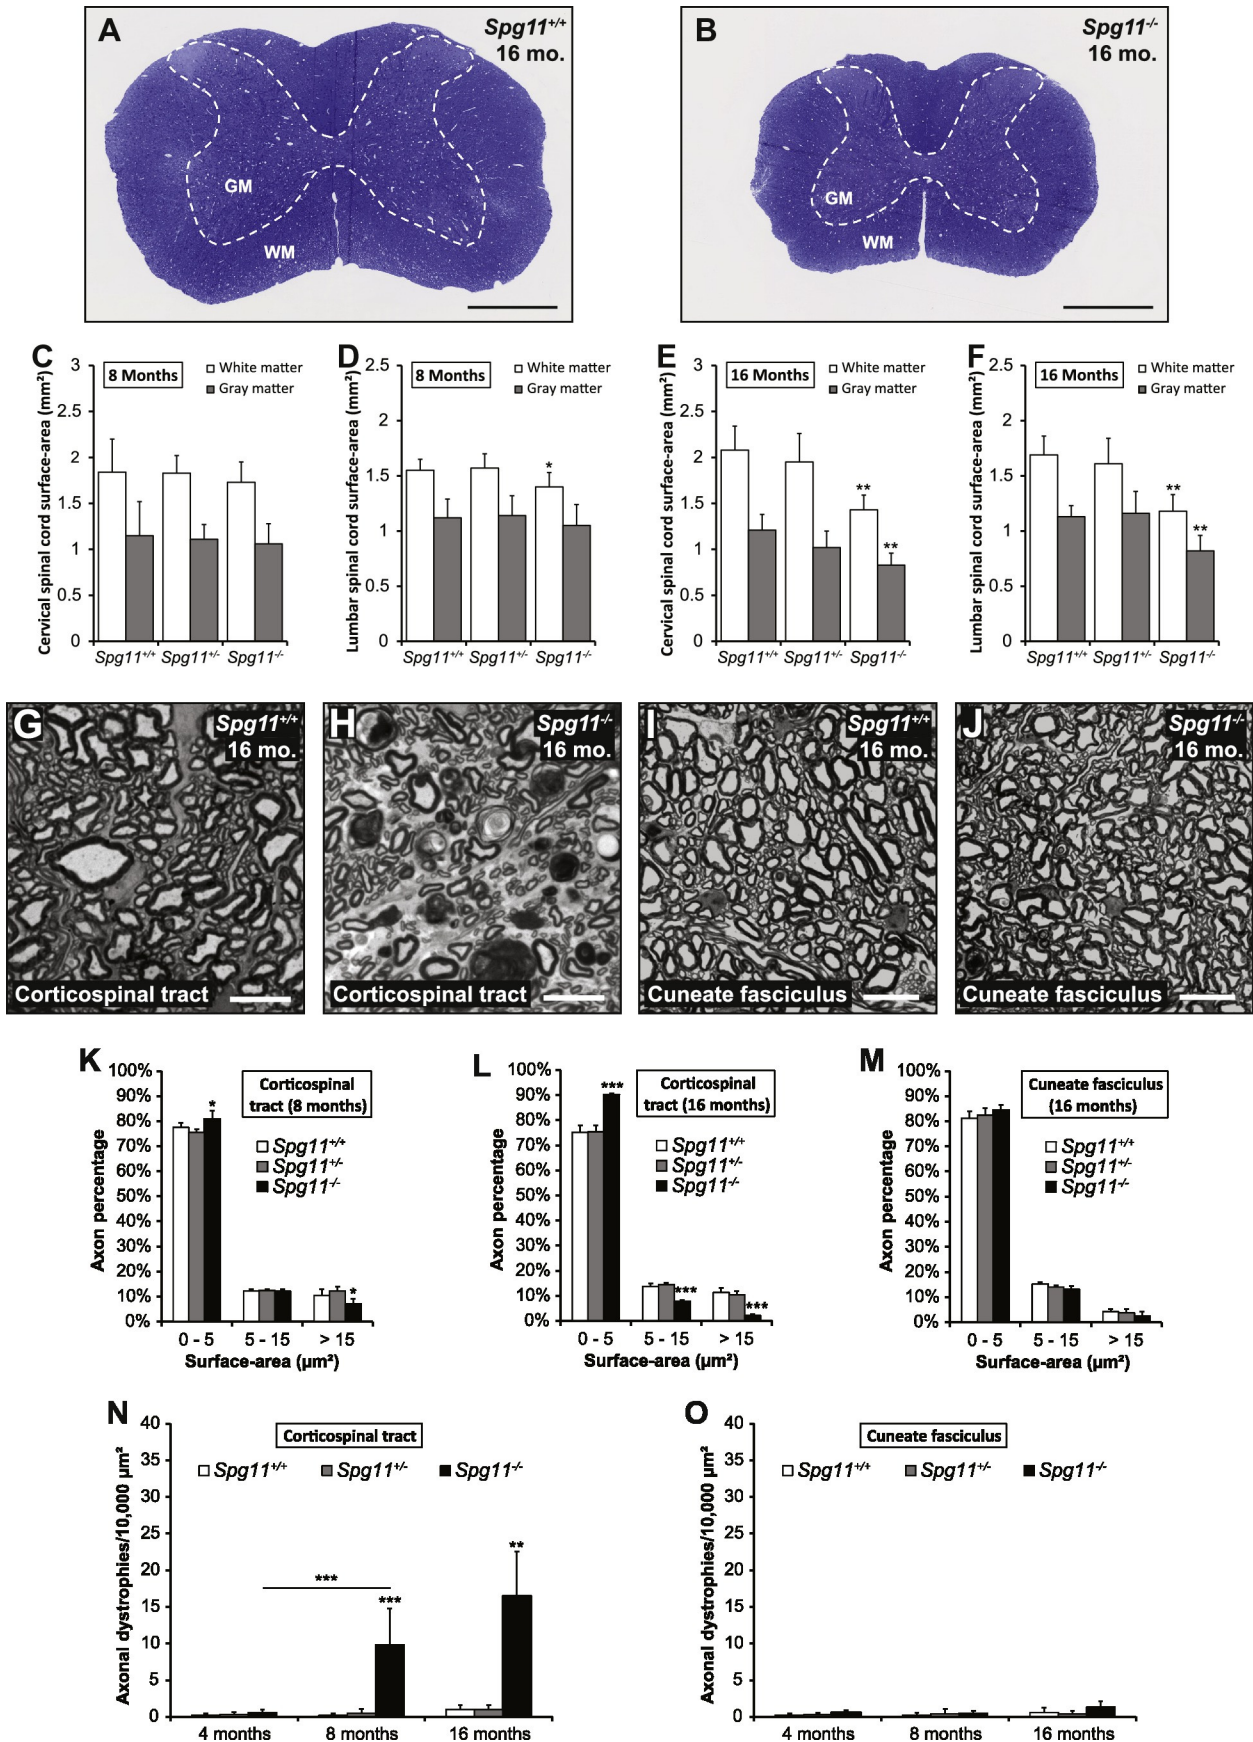 A
Spg11+/+
16 mo.
GM
WM
B
Spg11-/-
16 mo.
GM
WM
C
Cervical spinal cord surface-area (mm²)
3
2.5
2
1.5
1
0.5
0
8 Months
White matter
Gray matter
Spg11+/+ Spg11+/- Spg11-/-
D
Lumbar spinal cord surface-area (mm²)
2.5
2
1.5
1
0.5
0
8 Months
White matter
Gray matter
*
Spg11+/+ Spg11+/- Spg11-/-
E
Cervical spinal cord surface-area (mm²)
3
2.5
2
1.5
1
0.5
0
16 Months
White matter
Gray matter
**
**
Spg11+/+ Spg11+/- Spg11-/-
F
Lumbar spinal cord surface-area (mm²)
2.5
2
1.5
1
0.5
0
16 Months
White matter
Gray matter
**
**
Spg11+/+ Spg11+/- Spg11-/-
G
Spg11+/+
16 mo.
Corticospinal tract
H
Spg11-/-
16 mo.
Corticospinal tract
I
Spg11+/+
16 mo.
Cuneate fasciculus
J
Spg11-/-
16 mo.
Cuneate fasciculus
K
Axon percentage
100%
90%
80%
70%
60%
50%
40%
30%
20%
10%
0%
Corticospinal
tract (8 months)
Spg11+/+
Spg11+/-
Spg11-/-
*
*
0 - 5 5 - 15 > 15
Surface-area (µm²)
L
Axon percentage
100%
90%
80%
70%
60%
50%
40%
30%
20%
10%
0%
Corticospinal
tract (16 months)
Spg11+/+
Spg11+/-
Spg11-/-
***
***
***
0 - 5 5 - 15 > 15
Surface-area (µm²)
M
Axon percentage
100%
90%
80%
70%
60%
50%
40%
30%
20%
10%
0%
Cuneate fasciculus
(16 months)
Spg11+/+
Spg11+/-
Spg11-/-
0 - 5 5 - 15 > 15
Surface-area (µm²)
N
Axonal dystrophies/10,000 µm²
40
35
30
25
20
15
10
5
0
Corticospinal tract
Spg11+/+ Spg11+/- Spg11-/-
***
***
**
4 months 8 months 16 months
O
Axonal dystrophies/10,000 µm²
40
35
30
25
20
15
10
5
0
Cuneate fasciculus
Spg11+/+ Spg11+/- Spg11-/-
4 months 8 months 16 months